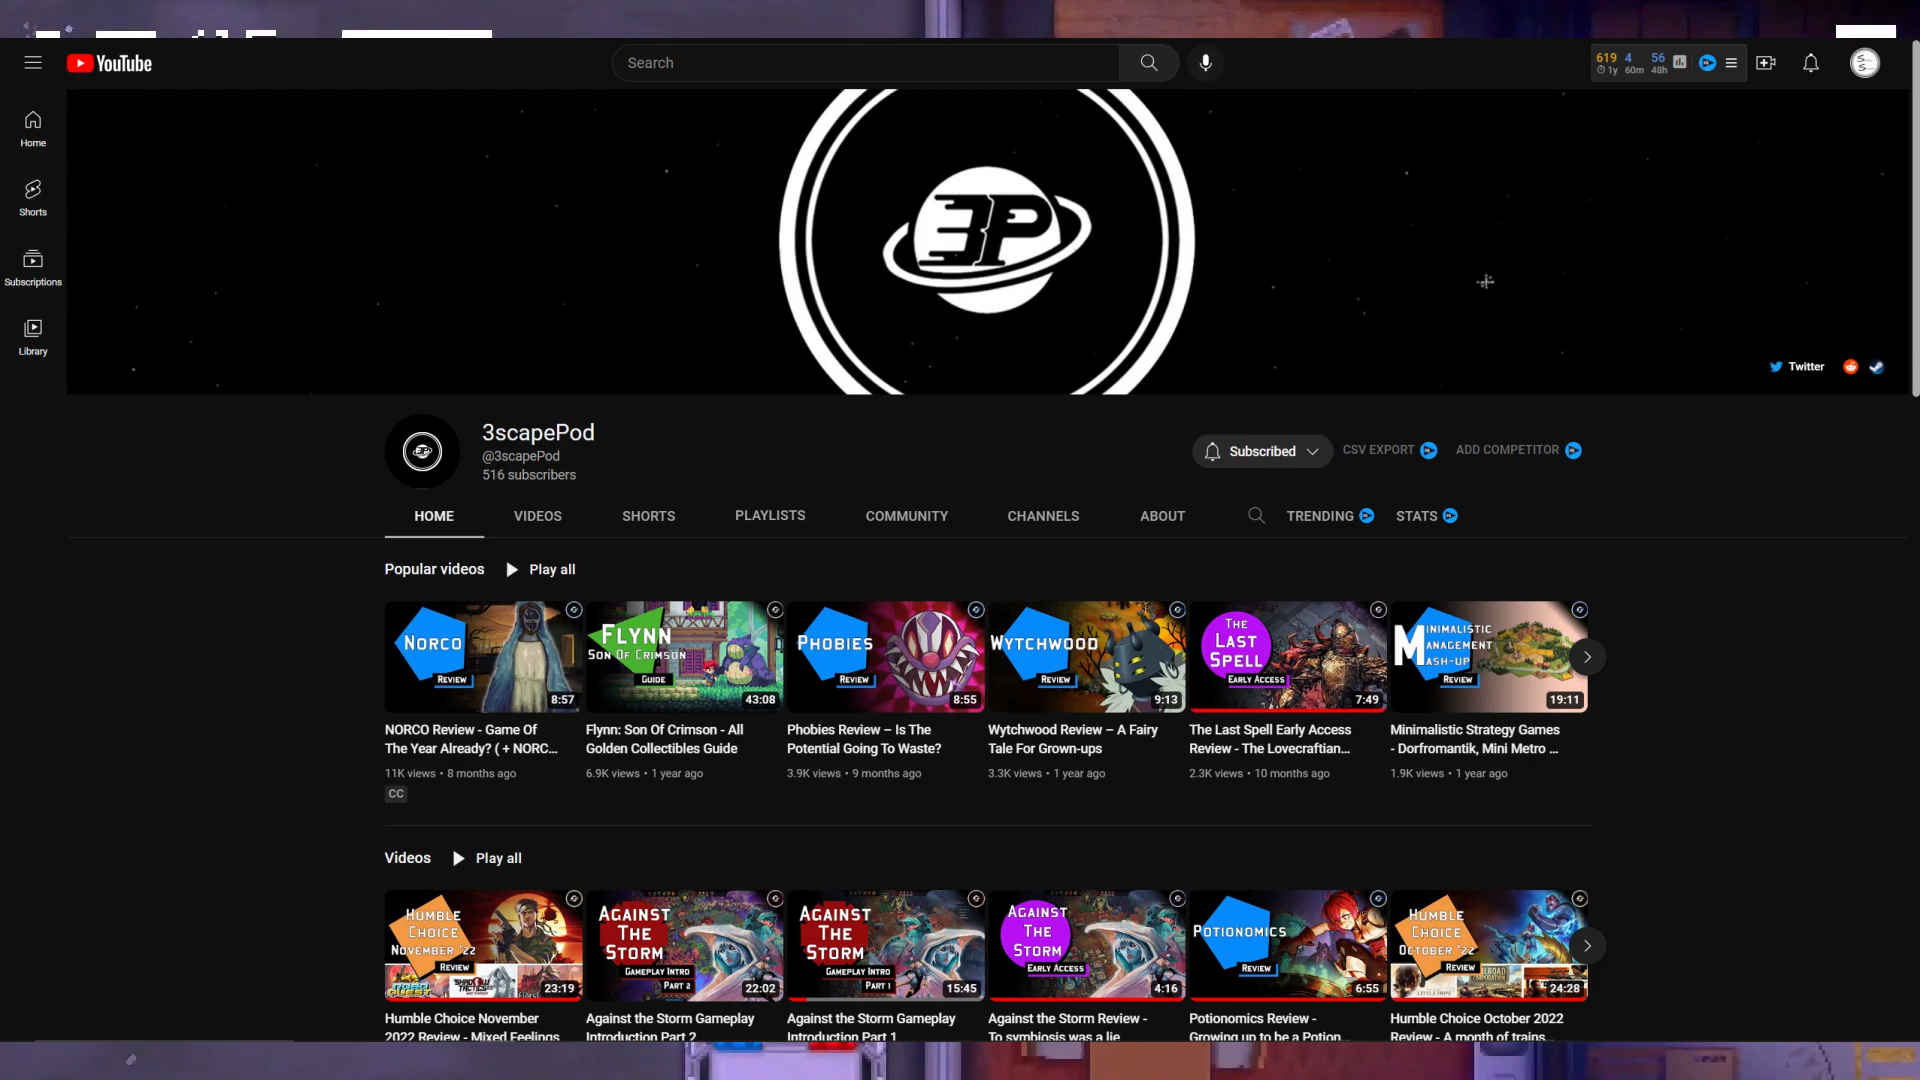 YouTube
Search
619 4 56
1y 60m 48h
Home
Shorts
Subscriptions
Library
3P
Twitter
3scapePod
@3scapePod
516 subscribers
Subscribed
CSV EXPORT
ADD COMPETITOR
HOME
VIDEOS
SHORTS
PLAYLISTS
COMMUNITY
CHANNELS
ABOUT
TRENDING
STATS
Popular videos
Play all
NORCO
REVIEW
8:57
NORCO Review - Game Of
The Year Already? ( + NORC...
11K views • 8 months ago
CC
FLYNN
SON OF CRIMSON
GUIDE
43:08
Flynn: Son Of Crimson - All
Golden Collectibles Guide
6.9K views • 1 year ago
PHOBIES
REVIEW
8:55
Phobies Review – Is The
Potential Going To Waste?
3.9K views • 9 months ago
WYTCHWOOD
REVIEW
9:13
Wytchwood Review – A Fairy
Tale For Grown-ups
3.3K views • 1 year ago
THE
LAST
SPELL
EARLY ACCESS
7:49
The Last Spell Early Access
Review - The Lovecraftian...
2.3K views • 10 months ago
MINIMALISTIC
MANAGEMENT
MASH-UP
REVIEW
19:11
Minimalistic Strategy Games
- Dorfromantik, Mini Metro ...
1.9K views • 1 year ago
Videos
Play all
HUMBLE
CHOICE
NOVEMBER '22
REVIEW
23:19
Humble Choice November
2022 Review - Mixed Feelings
AGAINST
THE
STORM
GAMEPLAY INTRO
PART 2
22:02
Against the Storm Gameplay
Introduction Part 2
AGAINST
THE
STORM
GAMEPLAY INTRO
PART 1
15:45
Against the Storm Gameplay
Introduction Part 1
AGAINST
THE
STORM
EARLY ACCESS
4:16
Against the Storm Review -
To symbiosis was a lie
POTIONOMICS
REVIEW
6:55
Potionomics Review -
Growing up to be a Potion...
HUMBLE
CHOICE
OCTOBER '22
REVIEW
24:28
Humble Choice October 2022
Review - A month of trains...